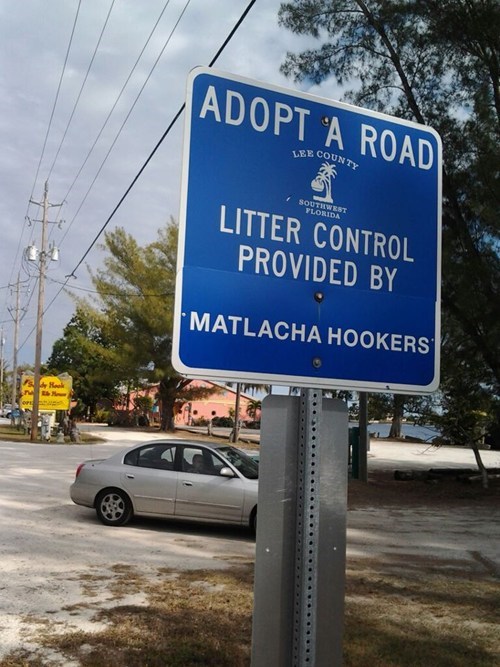 ADOPT A ROAD
LEE COUNTY
SOUTHWEST
FLORIDA
LITTER CONTROL
PROVIDED BY
MATLACHA HOOKERS